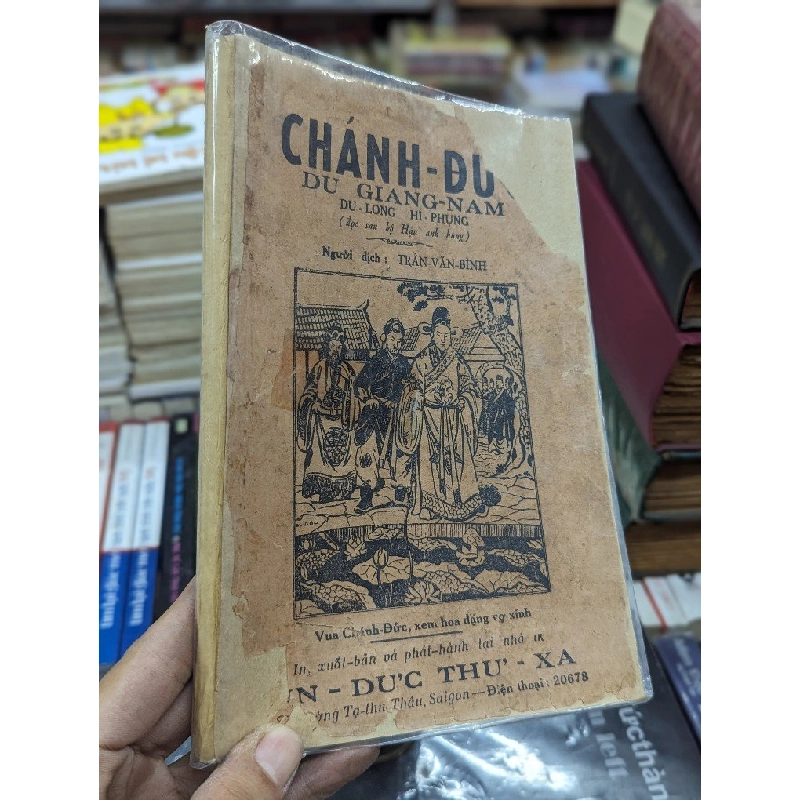 CHÁNH-ĐỨ
DU GIANG-NAM
DU-LONG HÍ-PHỤNG
Người dịch : TRẦN-VĂN-BÌNH
Vua Chánh-Đức, xem hoa đặng vợ xinh
In, xuất-bản và phát-hành tại nhà in
N - ĐỨC THƯ - XÃ
Tạ-thu-Thâu, Saigon — Điện thoại : 20678